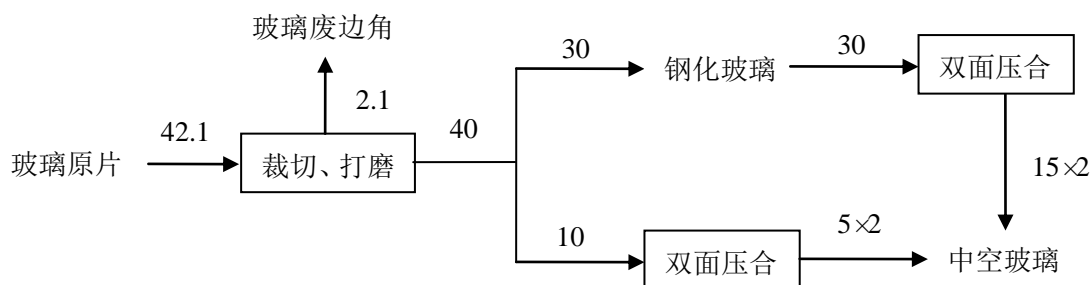 玻璃废边角
30
钢化玻璃
30
双面压合
2.1
42.1
40
玻璃原片
裁切、打磨
15×2
10
双面压合
5×2
中空玻璃